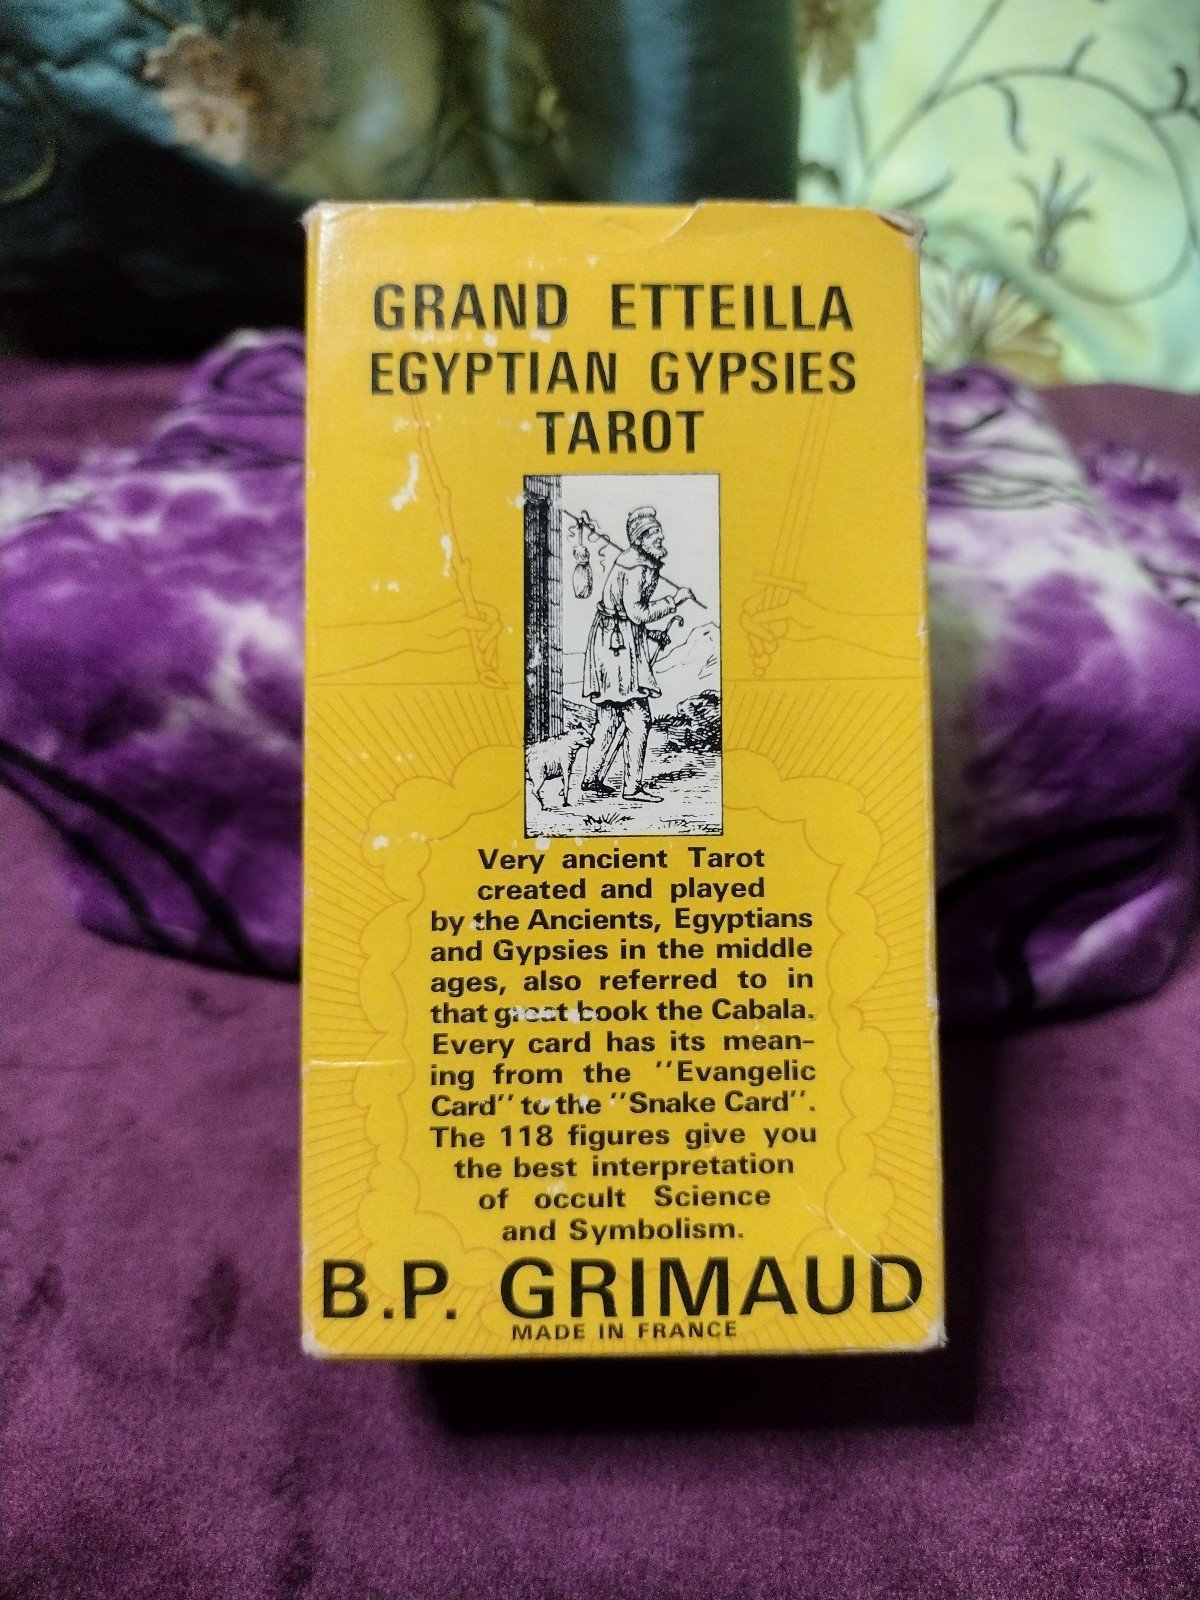 GRAND ETTEILLA
EGYPTIAN GYPSIES
TAROT
Very ancient Tarot
created and played
by the Ancients, Egyptians
and Gypsies in the middle
ages, also referred to in
that great book the Cabala.
Every card has its mean-
ing from the "Evangelic
Card" to the "Snake Card".
The 118 figures give you
the best interpretation
of occult Science
and Symbolism.
B.P. GRIMAUD
MADE IN FRANCE